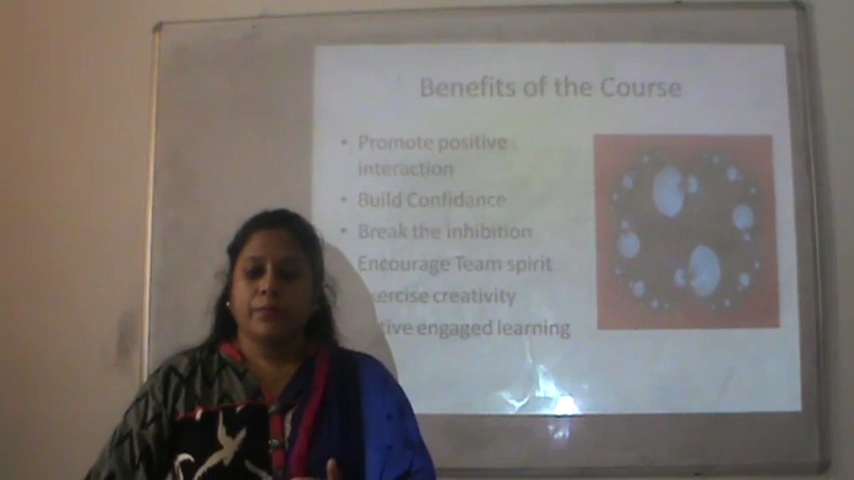 Benefits of the Course
• Promote positive
interaction
• Build Confidance
• Break the inhibition
Encourage Team spirit
creativity
engaged learning